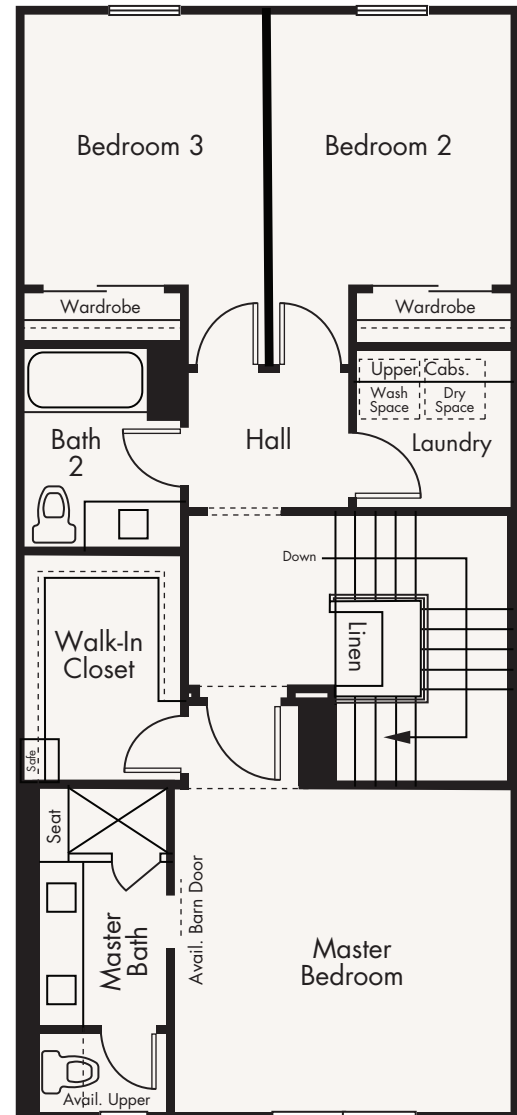 Bedroom 3
Bedroom 2
Wardrobe
Wardrobe
Upper Cabs.
Wash
Space
Dry
Space
Bath
2
Hall
Laundry
Down
Linen
Walk-In
Closet
Safe
Seat
Master
Bath
Avail. Barn Door
Master
Bedroom
Avail. Upper